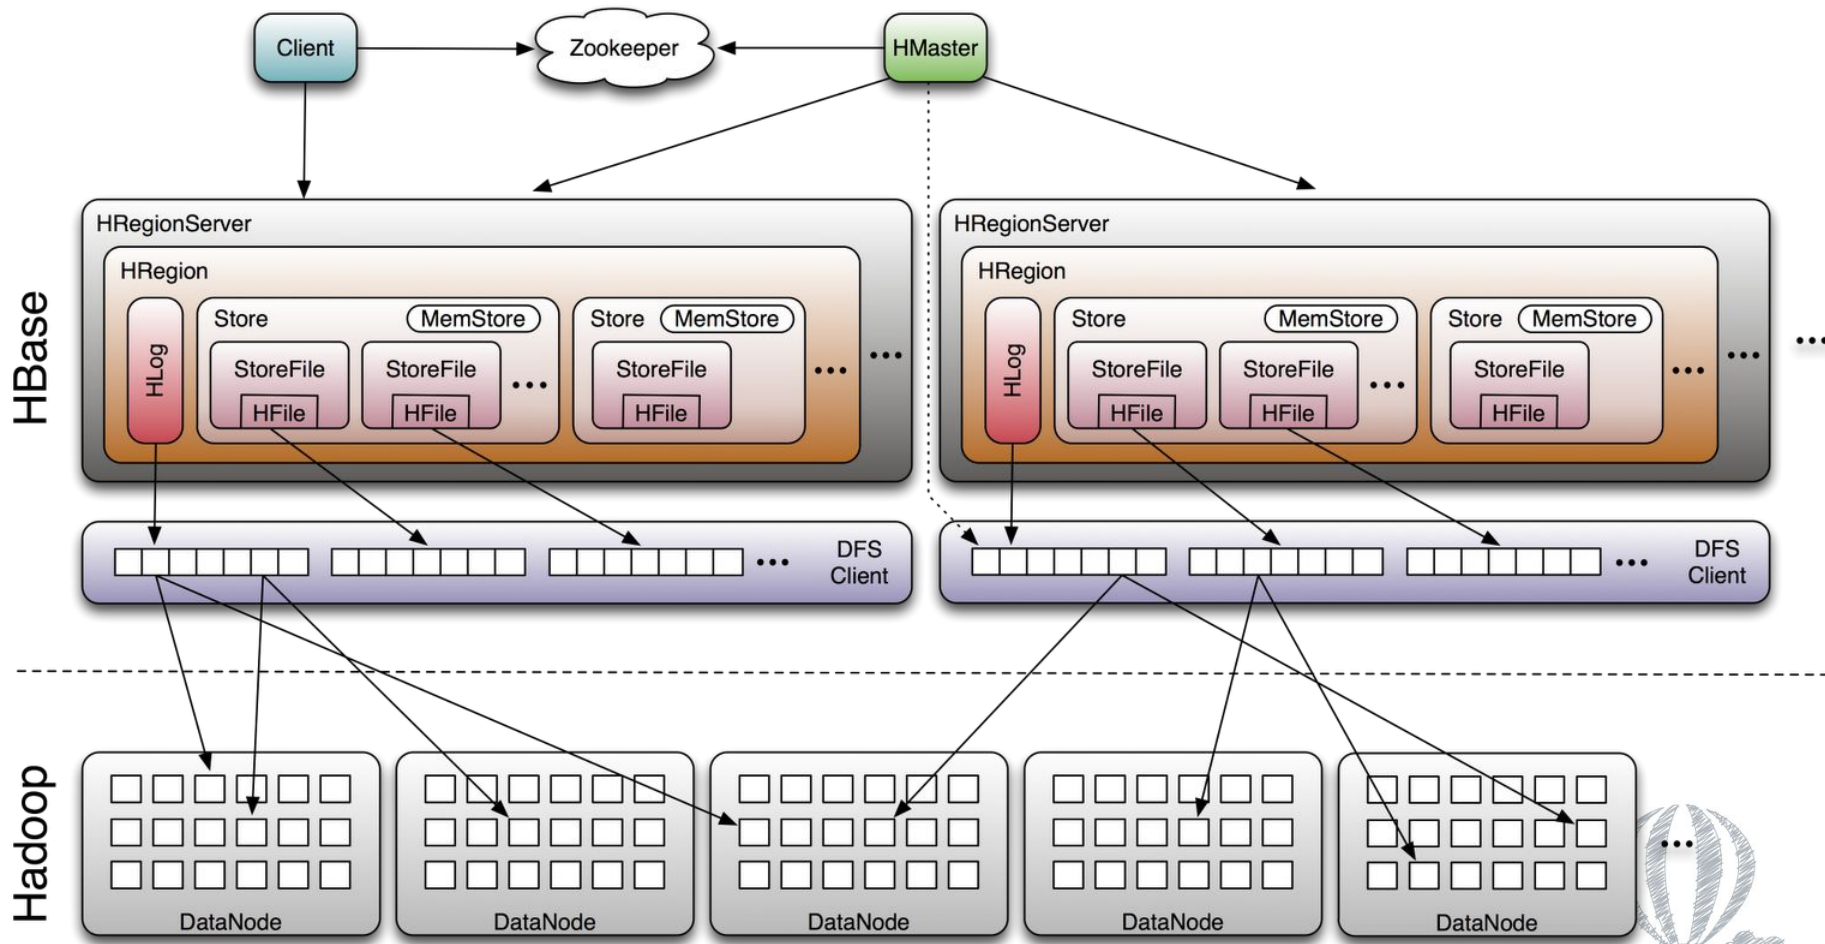 Client
Zookeeper
HMaster
HBase
HRegionServer
HRegion
HLog
Store
MemStore
StoreFile
HFile
StoreFile
HFile
...
Store
MemStore
StoreFile
HFile
...
...
HRegionServer
HRegion
HLog
Store
MemStore
StoreFile
HFile
StoreFile
HFile
...
Store
MemStore
StoreFile
HFile
...
...
...
...
DFS
Client
...
DFS
Client
Hadoop
DataNode
DataNode
DataNode
DataNode
DataNode
...